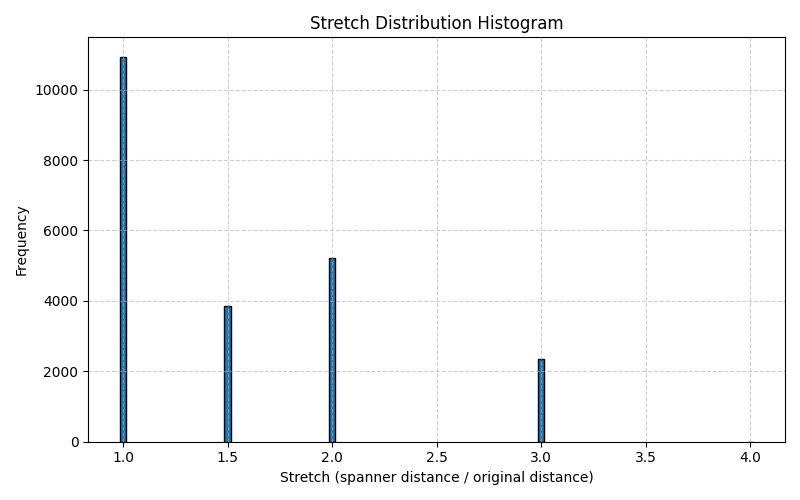 Stretch Distribution Histogram
Frequency
10000
8000
6000
4000
2000
0
1.0 1.5 2.0 2.5 3.0 3.5 4.0
Stretch (spanner distance / original distance)